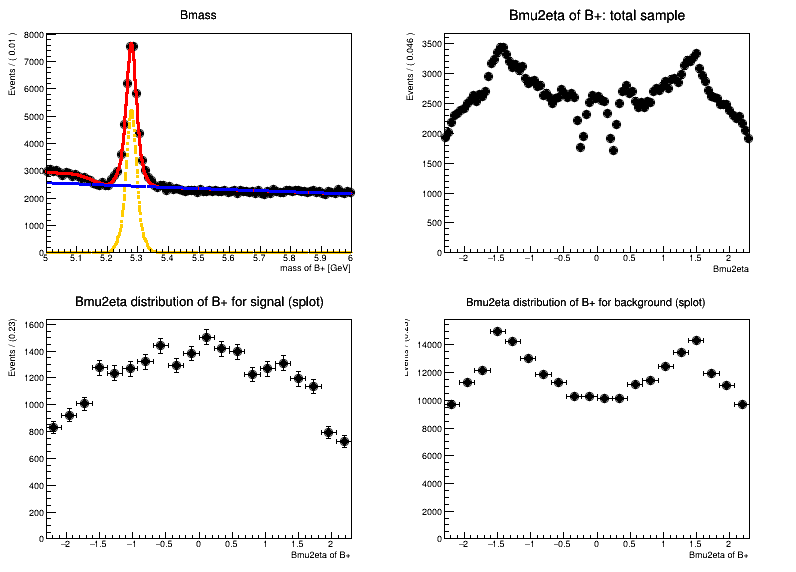 Bmass
Events / ( 0.01 )
8000
7000
6000
5000
4000
3000
2000
1000
0
5 5.1 5.2 5.3 5.4 5.5 5.6 5.7 5.8 5.9 6
mass of B+ [GeV]
Bmu2eta of B+: total sample
Events / ( 0.046 )
3500
3000
2500
2000
1500
1000
500
0
−2 −1.5 −1 −0.5 0 0.5 1 1.5 2
Bmu2eta
Bmu2eta distribution of B+ for signal (splot)
Events / (0.23)
1600
1400
1200
1000
800
600
400
200
0
−2 −1.5 −1 −0.5 0 0.5 1 1.5 2
Bmu2eta of B+
Bmu2eta distribution of B+ for background (splot)
14000
12000
10000
8000
6000
4000
2000
0
−2 −1.5 −1 −0.5 0 0.5 1 1.5 2
Bmu2eta of B+